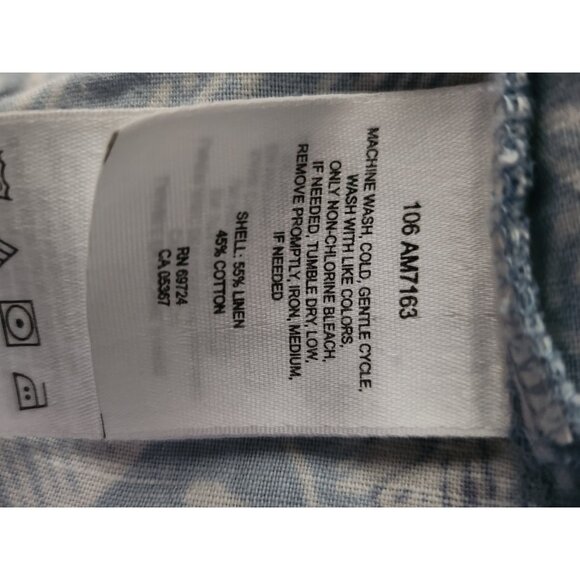 106 AM7163
MACHINE WASH, COLD, GENTLE CYCLE,
WASH WITH LIKE COLORS,
ONLY NON-CHLORINE BLEACH,
IF NEEDED, TUMBLE DRY, LOW,
REMOVE PROMPTLY, IRON, MEDIUM,
IF NEEDED
SHELL: 55% LINEN
45% COTTON
RN 69724
CA 05367